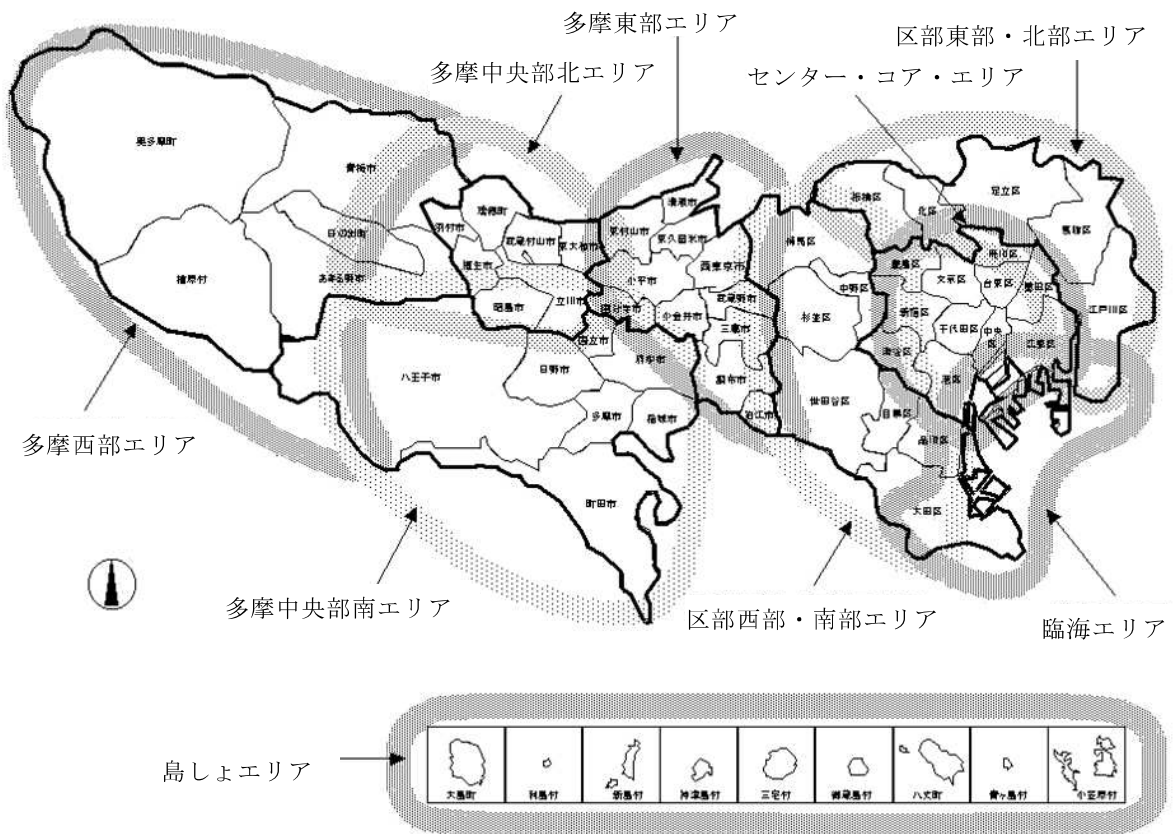 多摩東部エリア
区部東部・北部エリア
多摩中央部北エリア
センター・コア・エリア
奥多摩町
青梅市
瑞穂町
清瀬市
板橋区
北区
足立区
葛飾区
羽村市
武蔵村山市
東大和市
東村山市
東久留米市
練馬区
荒川区
日の出町
福生市
小平市
西東京市
豊島区
文京区
台東区
墨田区
檜原村
あきる野市
昭島市
立川市
国分寺市
小金井市
武蔵野市
中野区
杉並区
新宿区
千代田区
中央
区
江東区
江戸川区
三鷹市
渋谷区
港区
国立市
府中市
日野市
八王子市
調布市
狛江市
世田谷区
目黒区
品川区
多摩市
稲城市
町田市
大田区
多摩西部エリア
多摩中央部南エリア
区部西部・南部エリア
臨海エリア
島しょエリア
大島町
利島村
新島村
神津島村
三宅村
御蔵島村
八丈町
青ヶ島村
小笠原村